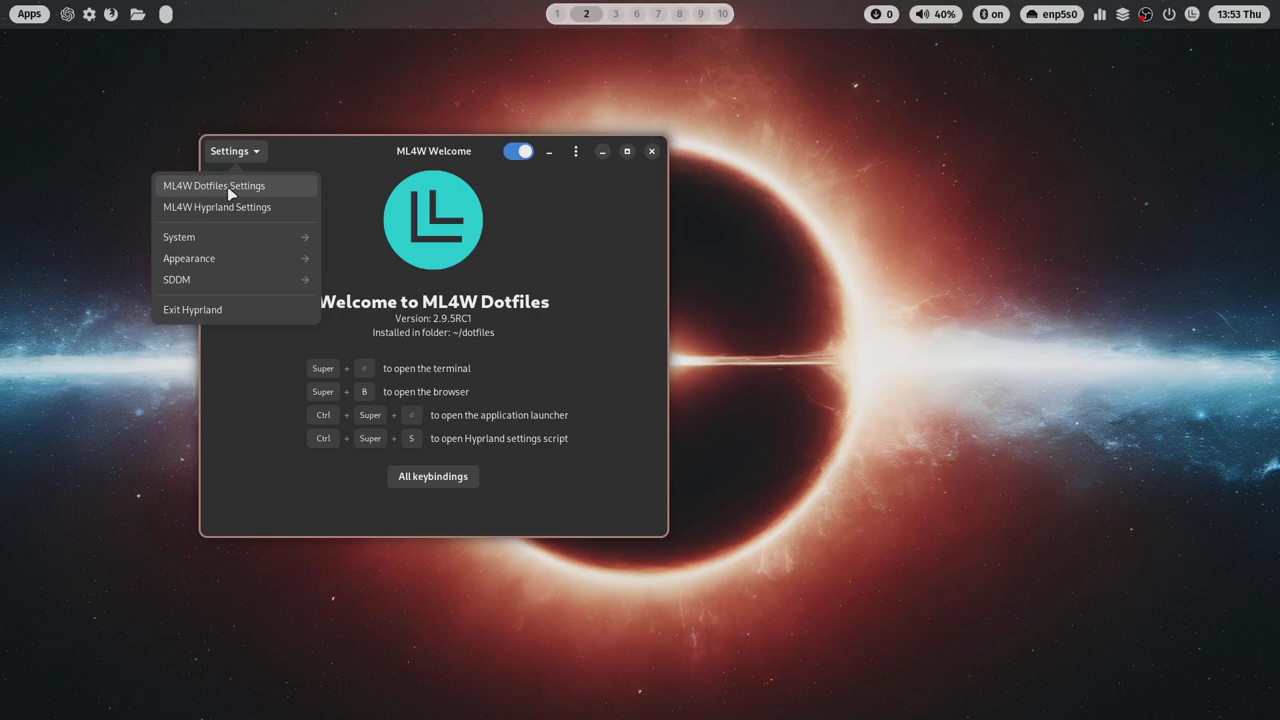 Apps
1 2 3 6 7 8 9 10
0
40%
on
enp5s0
13:53 Thu
Settings
ML4W Welcome
ML4W Dotfiles Settings
ML4W Hyprland Settings
System
Appearance
SDDM
Exit Hyprland
Welcome to ML4W Dotfiles
Version: 2.9.5RC1
Installed in folder: ~/dotfiles
Super + to open the terminal
Super + B to open the browser
Ctrl + Super + to open the application launcher
Ctrl + Super + S to open Hyprland settings script
All keybindings